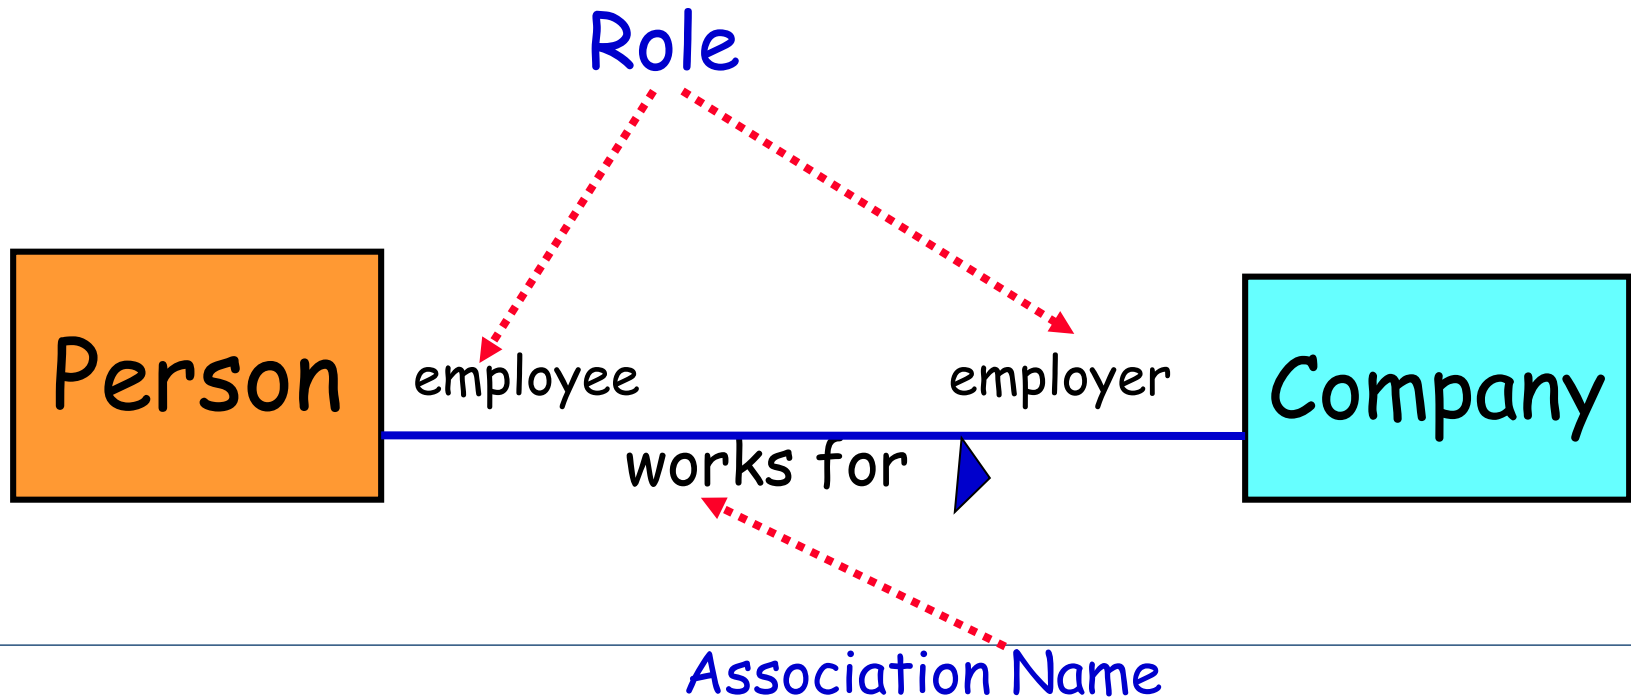 Role
Person
employee
employer
Company
works for
Association Name